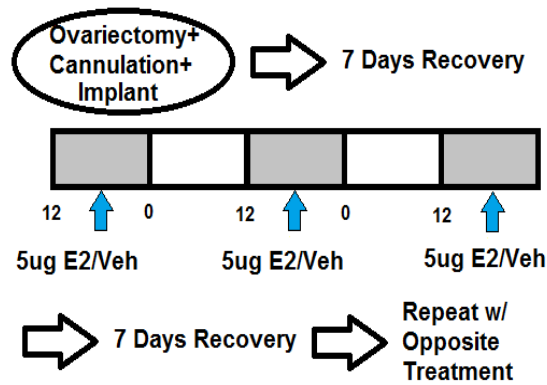 Ovariectomy+
Cannulation+
Implant
7 Days Recovery
12 0 12 0 12
5ug E2/Veh 5ug E2/Veh 5ug E2/Veh
7 Days Recovery
Repeat w/
Opposite
Treatment